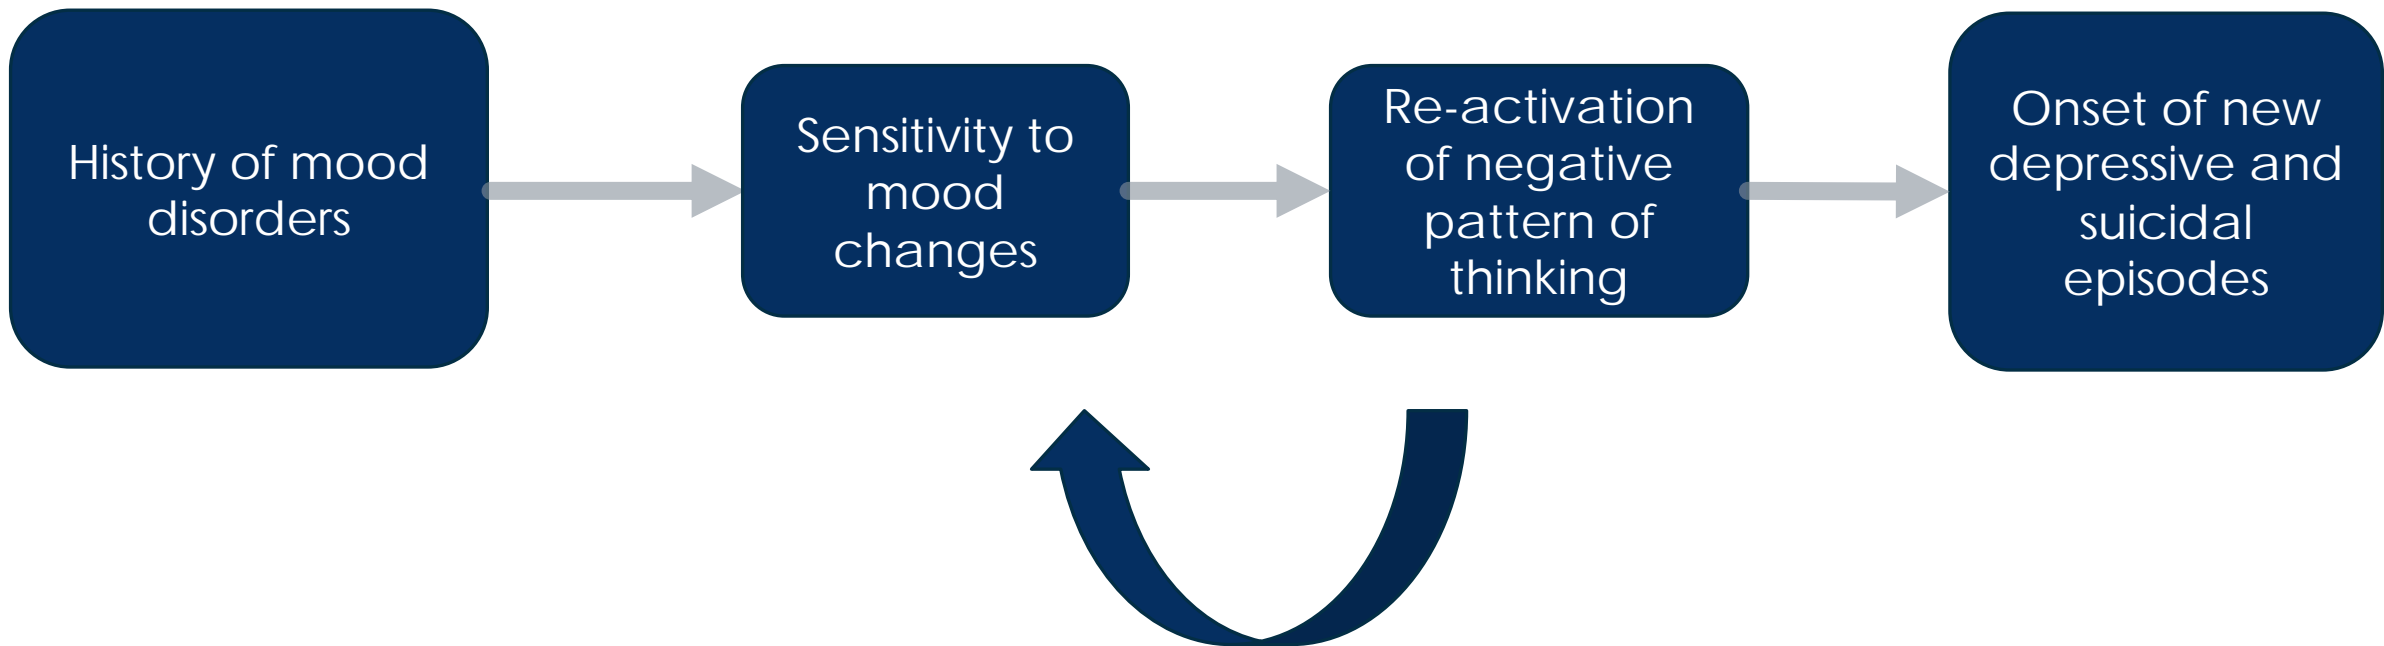 History of mood
disorders
Sensitivity to
mood
changes
Re-activation
of negative
pattern of
thinking
Onset of new
depressive and
suicidal
episodes